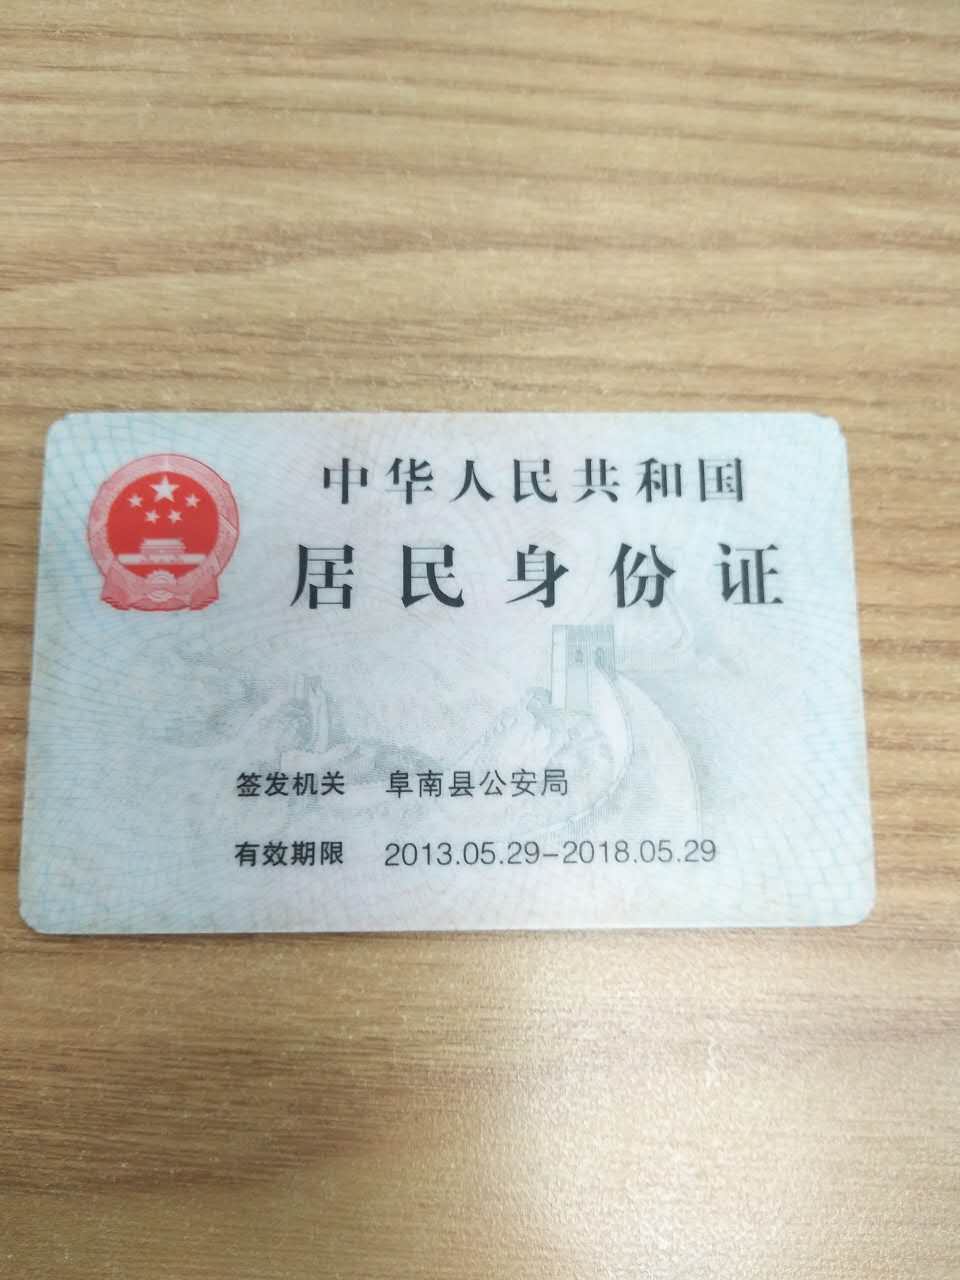 中华人民共和国
居民身份证
签发机关 阜南县公安局
有效期限 2013.05.29-2018.05.29